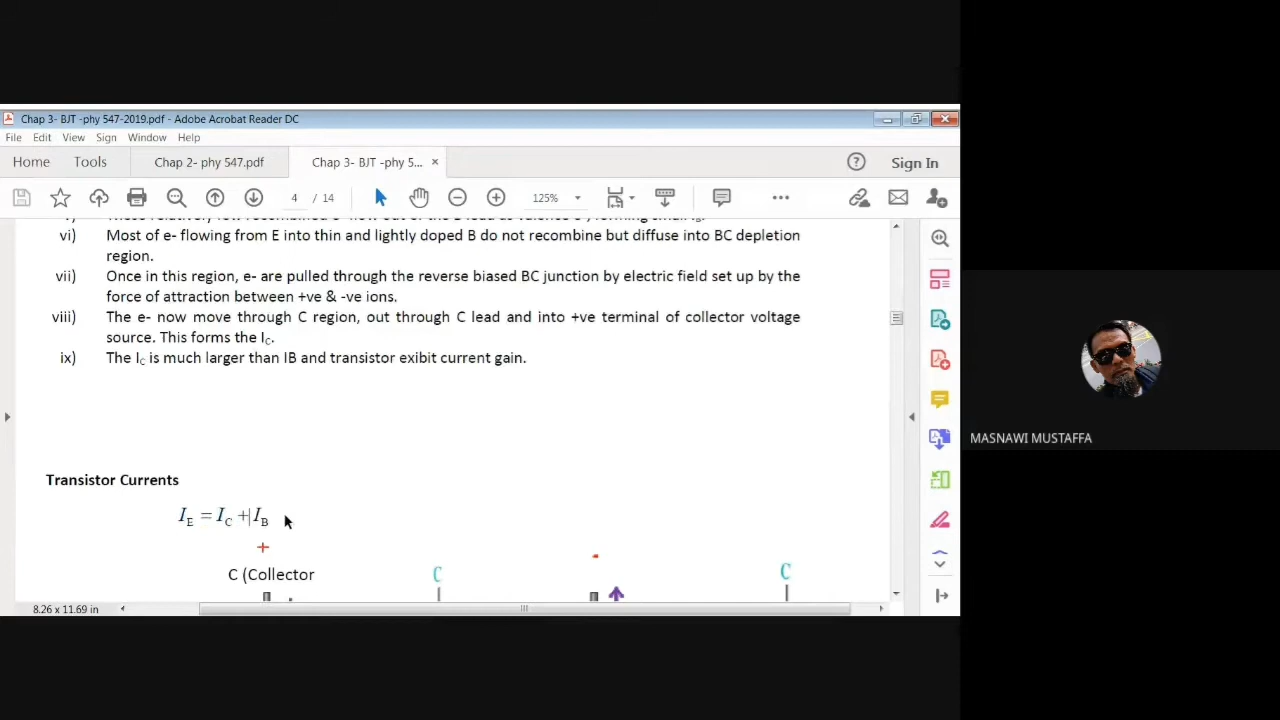 Chap 3- BJT -phy 547-2019.pdf - Adobe Acrobat Reader DC
File Edit View Sign Window Help
Home Tools Chap 2- phy 547.pdf Chap 3- BJT -phy 5... × ? Sign In
4 / 14 125%
vi) Most of e- flowing from E into thin and lightly doped B do not recombine but diffuse into BC depletion
region.
vii) Once in this region, e- are pulled through the reverse biased BC junction by electric field set up by the
force of attraction between +ve & -ve ions.
viii) The e- now move through C region, out through C lead and into +ve terminal of collector voltage
source. This forms the I_C.
ix) The I_C is much larger than IB and transistor exibit current gain.
MASNAWI MUSTAFFA
Transistor Currents
I_E = I_C + I_B
+ -
C (Collector C C
8.26 x 11.69 in